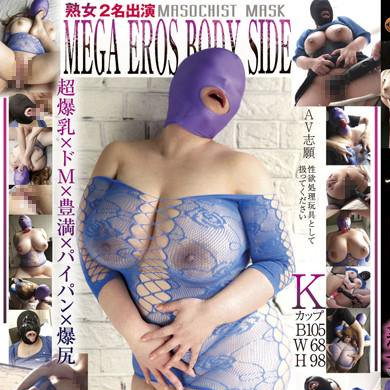 熟女2名出演
MASOCHIST MASK
MEGA EROS BODY SIDE
超爆乳×ドM×豊満×パイパン×爆尻
AV志願
性欲処理玩具として
扱ってください
Kカップ
B105
W68
H98